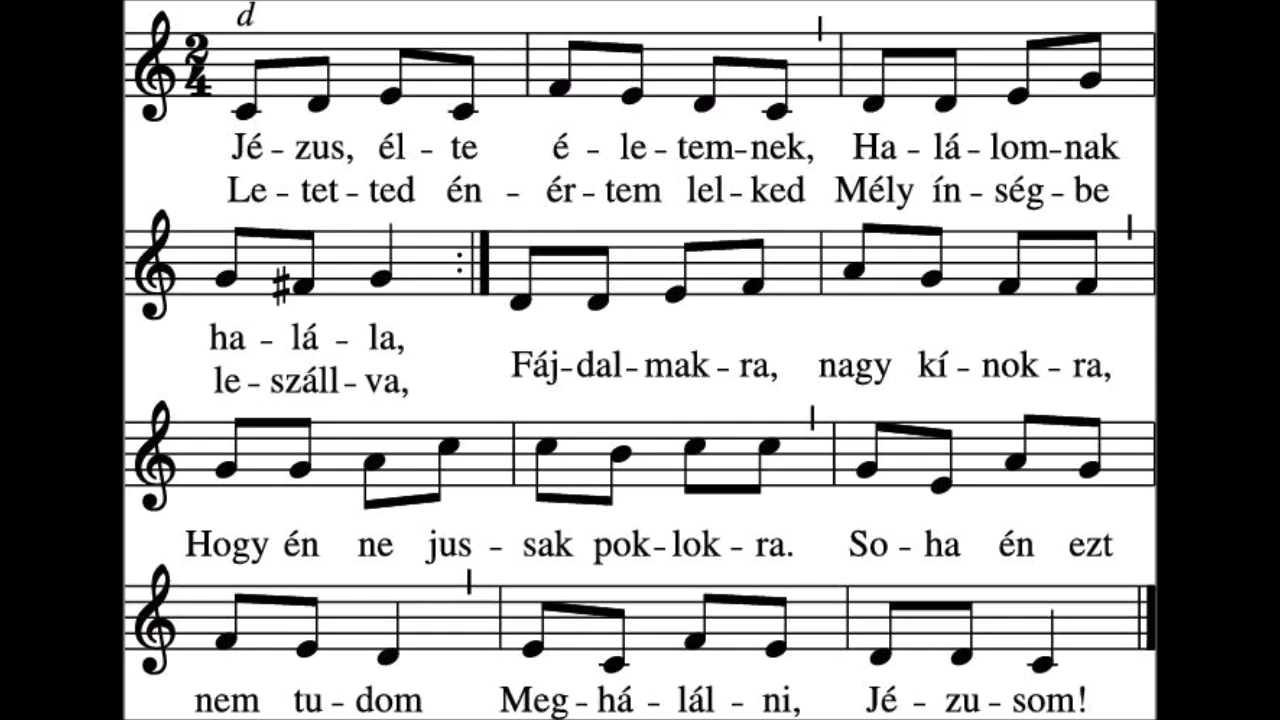 d
2
4
Jé - zus, él - te é - le - tem - nek, Ha - lá - lom - nak
Le - tet - ted én - ér - tem lel - ked Mély ín - ség - be
ha - lá - la,
le - száll - va,
Fáj - dal - mak - ra, nagy kí - nok - ra,
Hogy én ne jus - sak pok - lok - ra. So - ha én ezt
nem tu - dom Meg - há - lál - ni, Jé - zu - som!